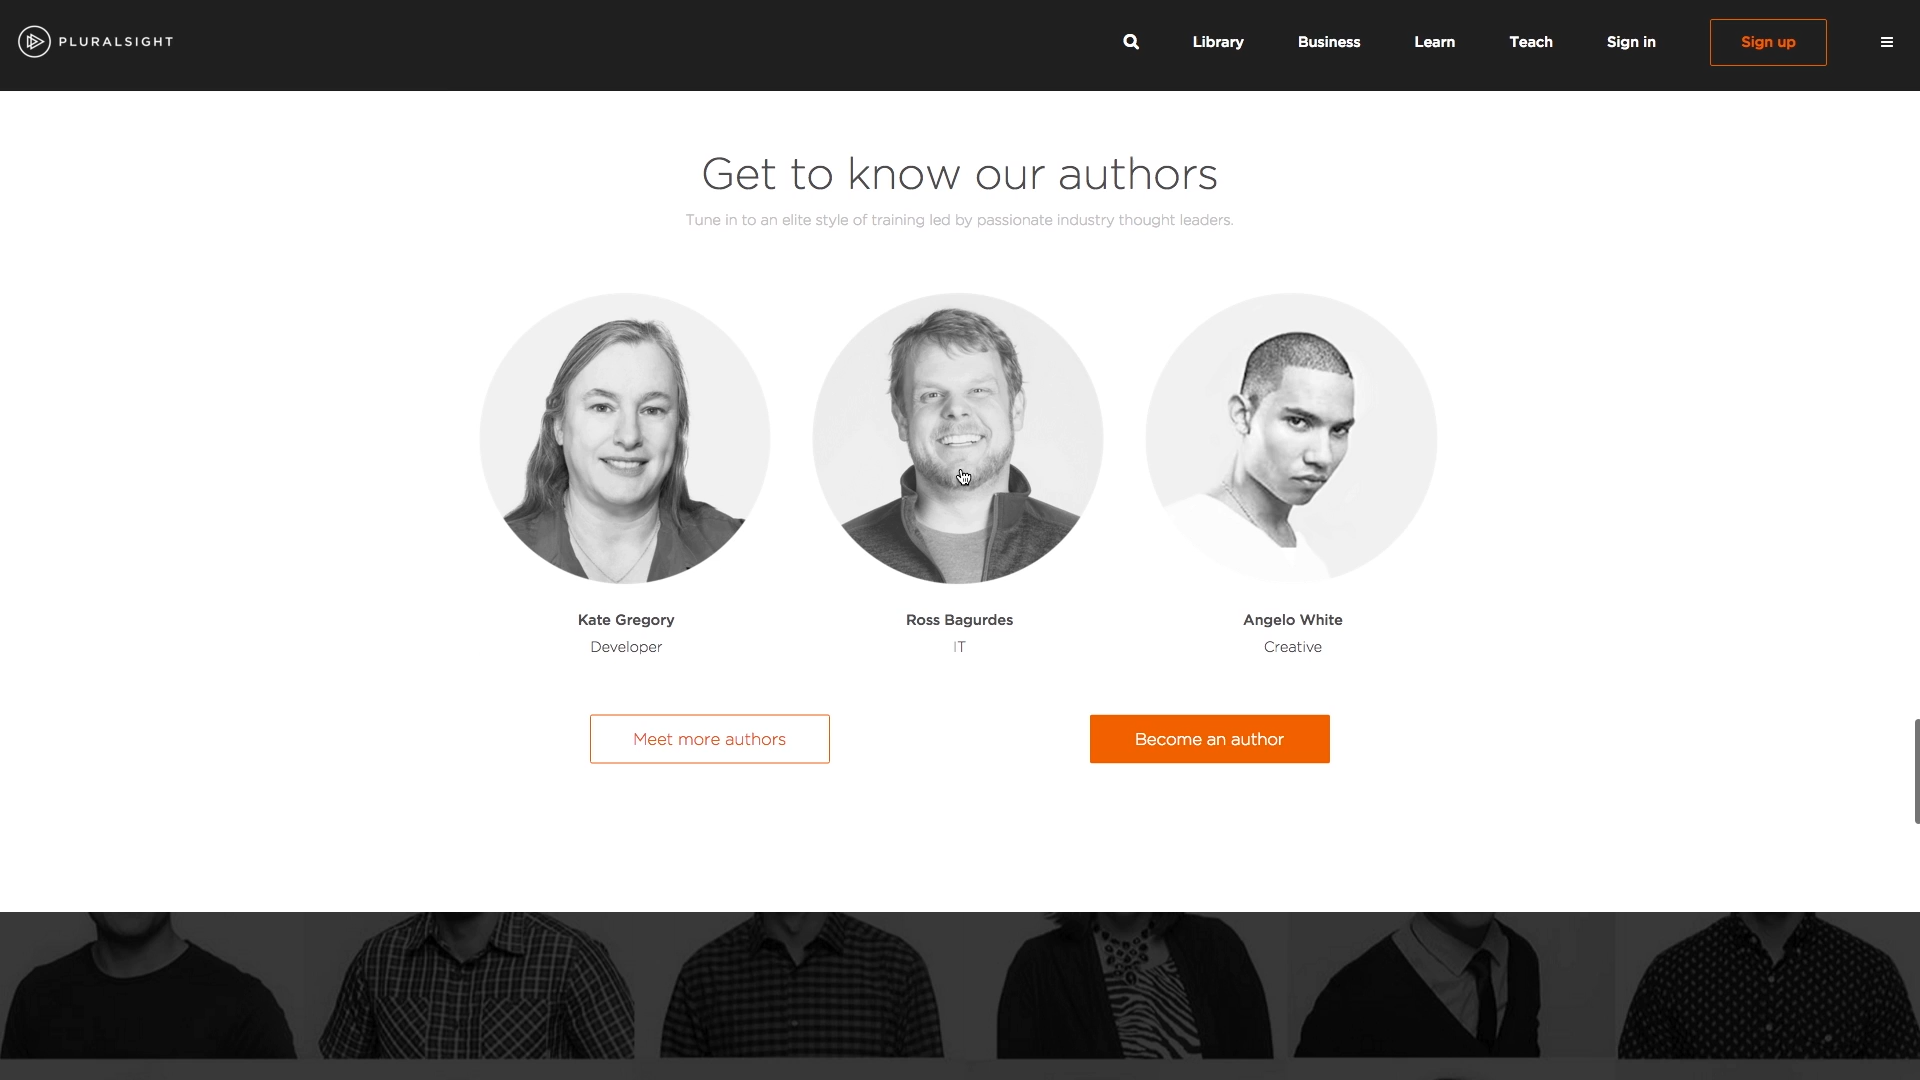 PLURALSIGHT
Library
Business
Learn
Teach
Sign in
Sign up
Get to know our authors
Tune in to an elite style of training led by passionate industry thought leaders.
Kate Gregory
Developer
Ross Bagurdes
IT
Angelo White
Creative
Meet more authors
Become an author